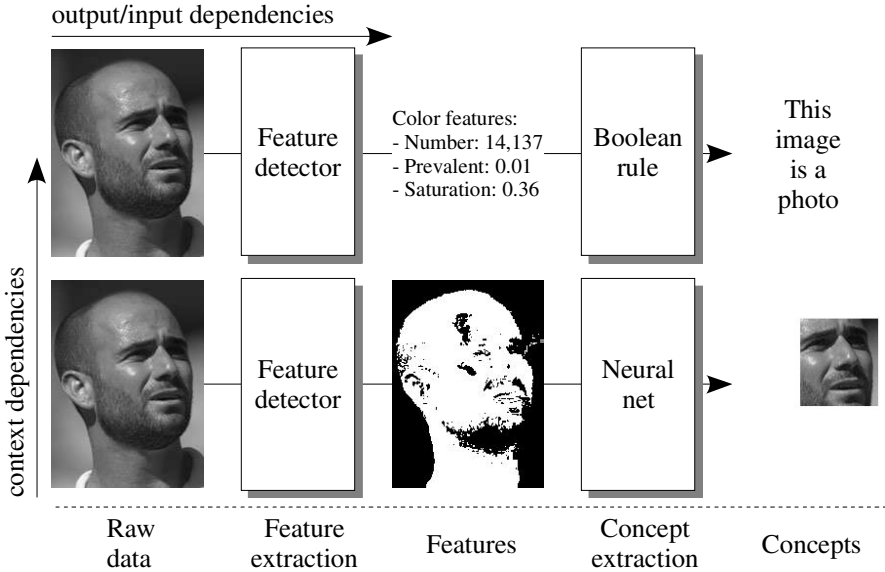 output/input dependencies
Feature
detector
Color features:
- Number: 14,137
- Prevalent: 0.01
- Saturation: 0.36
Boolean
rule
This
image
is a
photo
context dependencies
Feature
detector
Neural
net
Raw
data
Feature
extraction
Features
Concept
extraction
Concepts